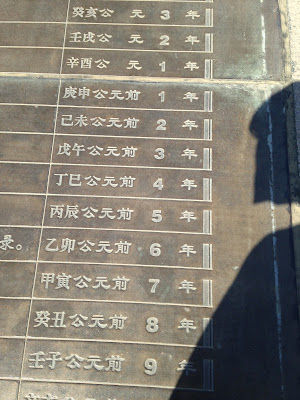 癸亥公 元 3 年
壬戌公 元 2 年
辛酉公 元 1 年
庚申公元前 1 年
己未公元前 2 年
戊午公元前 3 年
丁巳公元前 4 年
丙辰公元前 5 年
录。 乙卯公元前 6 年
甲寅公元前 7 年
癸丑公元前 8 年
壬子公元前 9 年